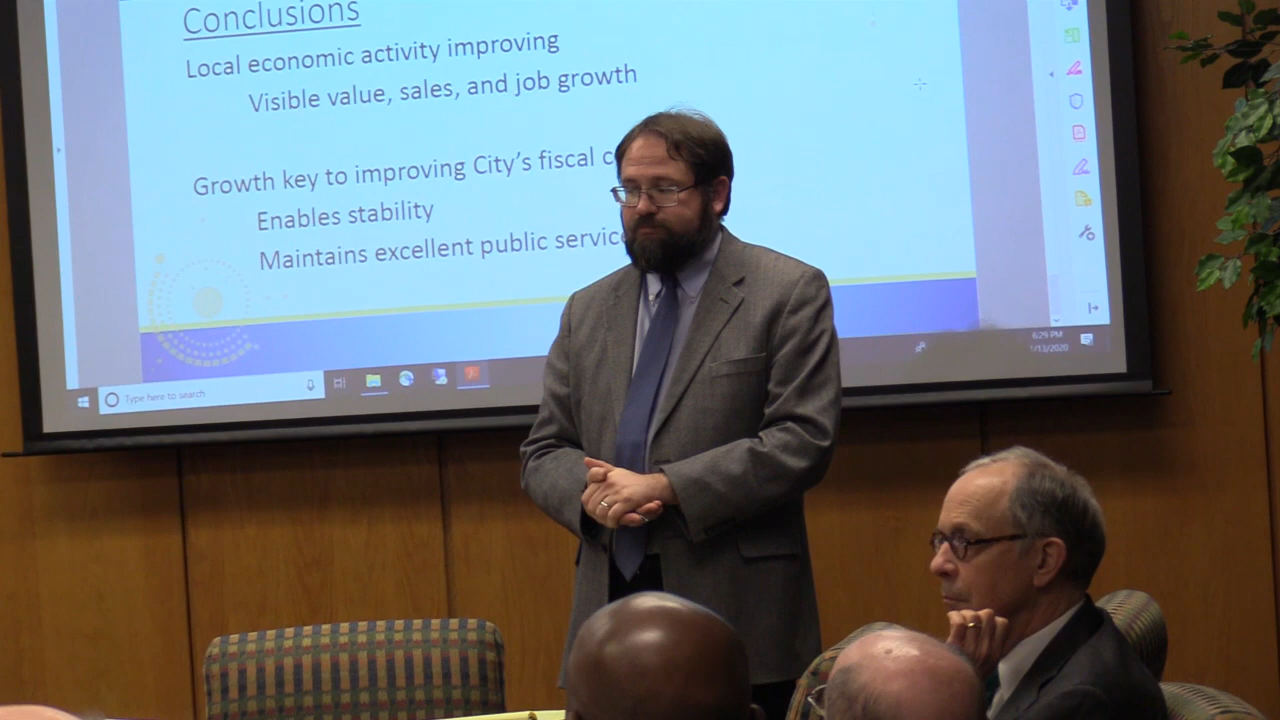 Conclusions
Local economic activity improving
Visible value, sales, and job growth
Growth key to improving City's fiscal c
Enables stability
Maintains excellent public servic
6:25 PM
1/13/2020
Type here to search